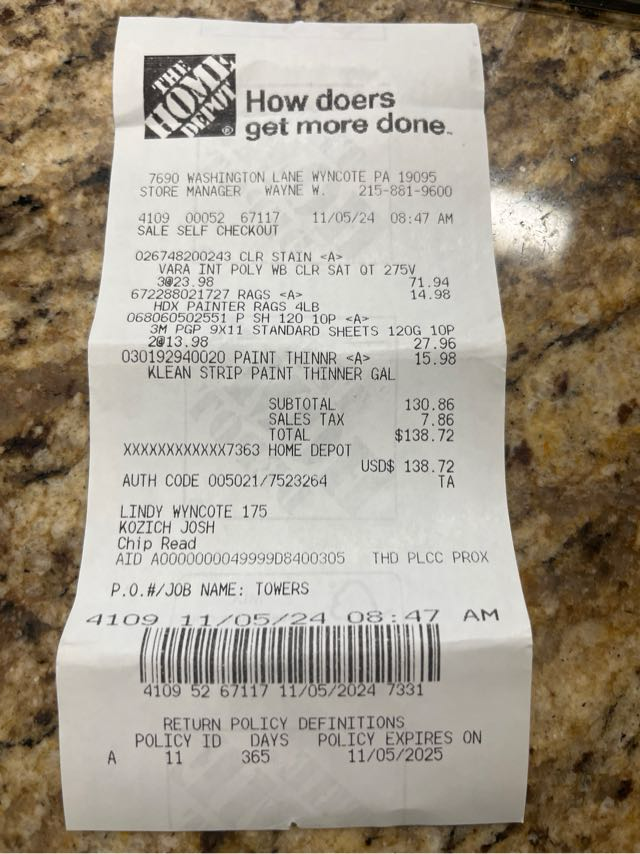 THE HOME DEPOT®
How doers
get more done™
7690 WASHINGTON LANE WYNCOTE PA 19095
STORE MANAGER WAYNE W. 215-881-9600
4109 00052 67117 11/05/24 08:47 AM
SALE SELF CHECKOUT
026748200243 CLR STAIN <A>
VARA INT POLY WB CLR SAT QT 275V
3@23.98 71.94
672288021727 RAGS <A> 14.98
HDX PAINTER RAGS 4LB
068060502551 P SH 120 10P <A>
3M PGP 9X11 STANDARD SHEETS 120G 10P
2@13.98 27.96
030192940020 PAINT THINNR <A> 15.98
KLEAN STRIP PAINT THINNER GAL
SUBTOTAL 130.86
SALES TAX 7.86
TOTAL $138.72
XXXXXXXXXXXX7363 HOME DEPOT
USD$ 138.72
AUTH CODE 005021/7523264 TA
LINDY WYNCOTE 175
KOZICH JOSH
Chip Read
AID A0000000049999D8400305 THD PLCC PROX
P.O.#/JOB NAME: TOWERS
4109 11/05/24 08:47 AM
4109 52 67117 11/05/2024 7331
RETURN POLICY DEFINITIONS
POLICY ID DAYS POLICY EXPIRES ON
A 11 365 11/05/2025